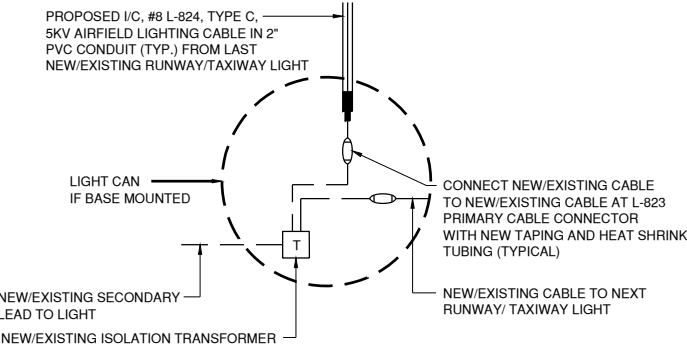 PROPOSED I/C, #8 L-824, TYPE C,
5KV AIRFIELD LIGHTING CABLE IN 2"
PVC CONDUIT (TYP.) FROM LAST
NEW/EXISTING RUNWAY/TAXIWAY LIGHT
LIGHT CAN
IF BASE MOUNTED
CONNECT NEW/EXISTING CABLE
TO NEW/EXISTING CABLE AT L-823
PRIMARY CABLE CONNECTOR
WITH NEW TAPING AND HEAT SHRINK
TUBING (TYPICAL)
T
NEW/EXISTING SECONDARY
LEAD TO LIGHT
NEW/EXISTING CABLE TO NEXT
RUNWAY/ TAXIWAY LIGHT
NEW/EXISTING ISOLATION TRANSFORMER